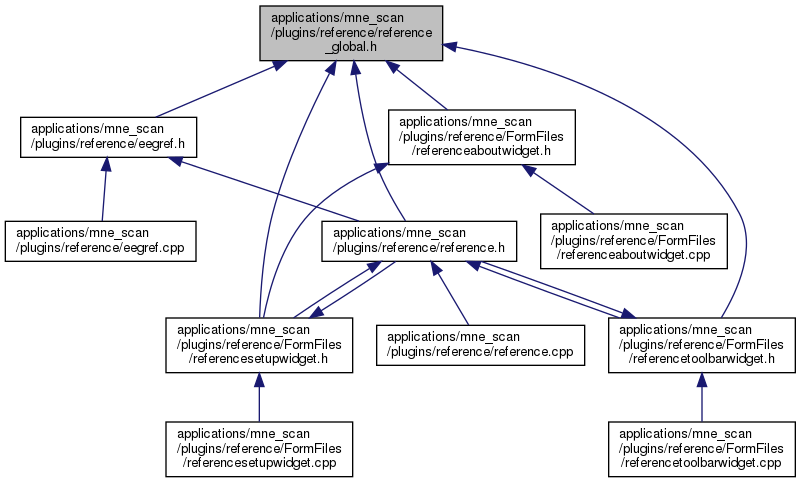 applications/mne_scan
/plugins/reference/reference
_global.h
applications/mne_scan
/plugins/reference/eegref.h
applications/mne_scan
/plugins/reference/FormFiles
/referenceaboutwidget.h
applications/mne_scan
/plugins/reference/eegref.cpp
applications/mne_scan
/plugins/reference/reference.h
applications/mne_scan
/plugins/reference/FormFiles
/referenceaboutwidget.cpp
applications/mne_scan
/plugins/reference/FormFiles
/referencesetupwidget.h
applications/mne_scan
/plugins/reference/reference.cpp
applications/mne_scan
/plugins/reference/FormFiles
/referencetoolbarwidget.h
applications/mne_scan
/plugins/reference/FormFiles
/referencesetupwidget.cpp
applications/mne_scan
/plugins/reference/FormFiles
/referencetoolbarwidget.cpp